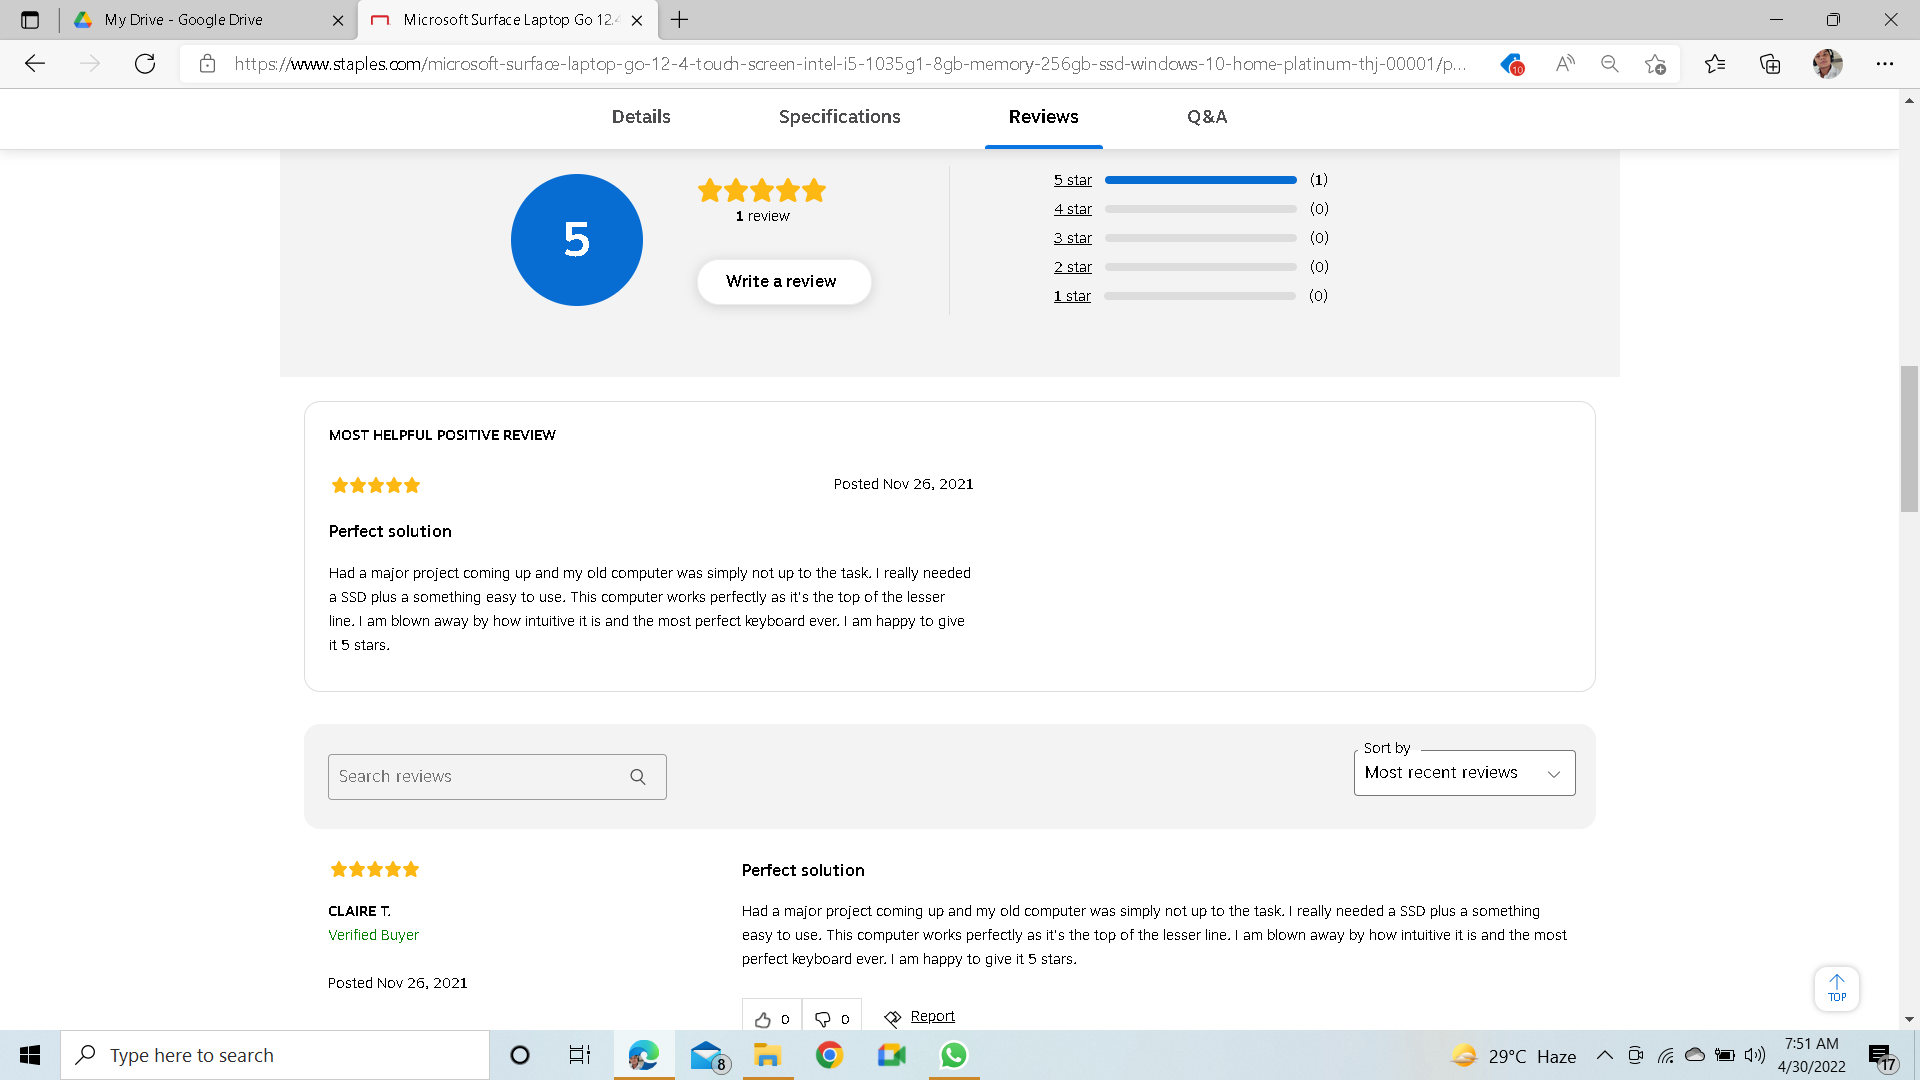 My Drive - Google Drive
Microsoft Surface Laptop Go 12.4
https://www.staples.com/microsoft-surface-laptop-go-12-4-touch-screen-intel-i5-1035g1-8gb-memory-256gb-ssd-windows-10-home-platinum-thj-00001/p...
10
Details
Specifications
Reviews
Q&A
5
1 review
Write a review
5 star (1)
4 star (0)
3 star (0)
2 star (0)
1 star (0)
MOST HELPFUL POSITIVE REVIEW
Posted Nov 26, 2021
Perfect solution
Had a major project coming up and my old computer was simply not up to the task. I really needed
a SSD plus a something easy to use. This computer works perfectly as it's the top of the lesser
line. I am blown away by how intuitive it is and the most perfect keyboard ever. I am happy to give
it 5 stars.
Search reviews
Sort by
Most recent reviews
CLAIRE T.
Verified Buyer
Posted Nov 26, 2021
Perfect solution
Had a major project coming up and my old computer was simply not up to the task. I really needed a SSD plus a something
easy to use. This computer works perfectly as it's the top of the lesser line. I am blown away by how intuitive it is and the most
perfect keyboard ever. I am happy to give it 5 stars.
0
0
Report
TOP
Type here to search
8
29°C Haze
7:51 AM
4/30/2022
17